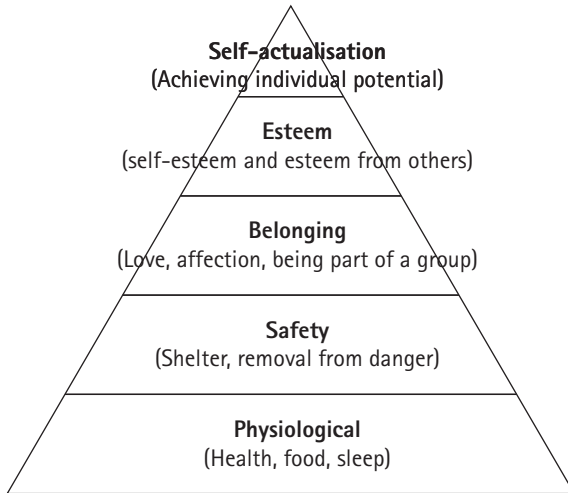 Self-actualisation
(Achieving individual potential)
Esteem
(self-esteem and esteem from others)
Belonging
(Love, affection, being part of a group)
Safety
(Shelter, removal from danger)
Physiological
(Health, food, sleep)